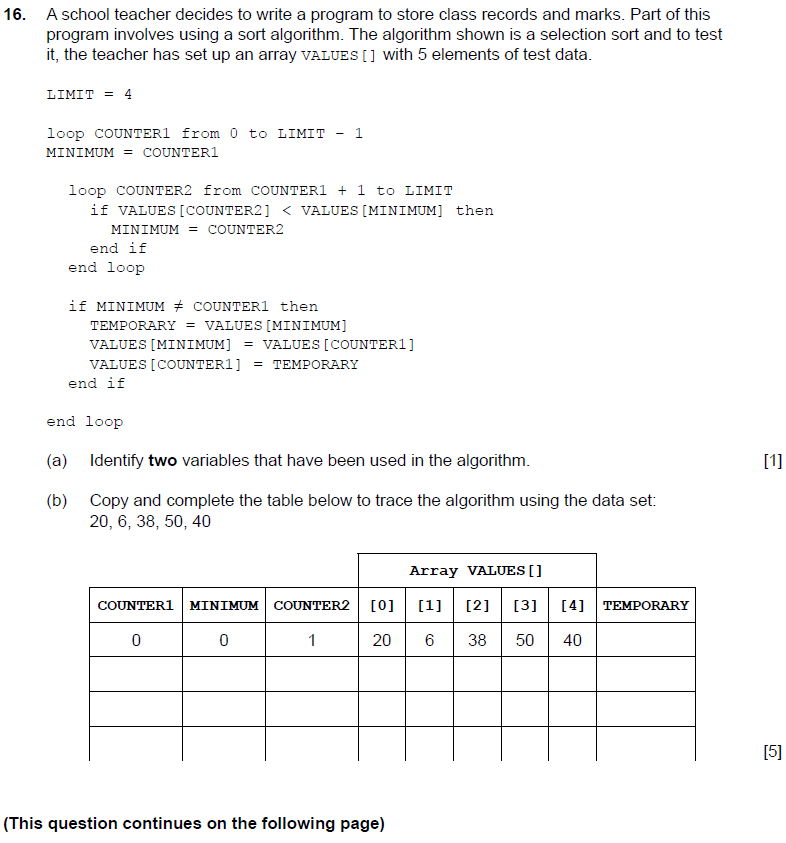 16. A school teacher decides to write a program to store class records and marks. Part of this
program involves using a sort algorithm. The algorithm shown is a selection sort and to test
it, the teacher has set up an array VALUES[] with 5 elements of test data.
LIMIT = 4
loop COUNTER1 from 0 to LIMIT - 1
MINIMUM = COUNTER1
loop COUNTER2 from COUNTER1 + 1 to LIMIT
if VALUES[COUNTER2] < VALUES[MINIMUM] then
MINIMUM = COUNTER2
end if
end loop
if MINIMUM ≠ COUNTER1 then
TEMPORARY = VALUES[MINIMUM]
VALUES[MINIMUM] = VALUES[COUNTER1]
VALUES[COUNTER1] = TEMPORARY
end if
end loop
(a) Identify two variables that have been used in the algorithm. [1]
(b) Copy and complete the table below to trace the algorithm using the data set:
20, 6, 38, 50, 40
Array VALUES[]
COUNTER1 MINIMUM COUNTER2 [0] [1] [2] [3] [4] TEMPORARY
0 0 1 20 6 38 50 40
[5]
(This question continues on the following page)